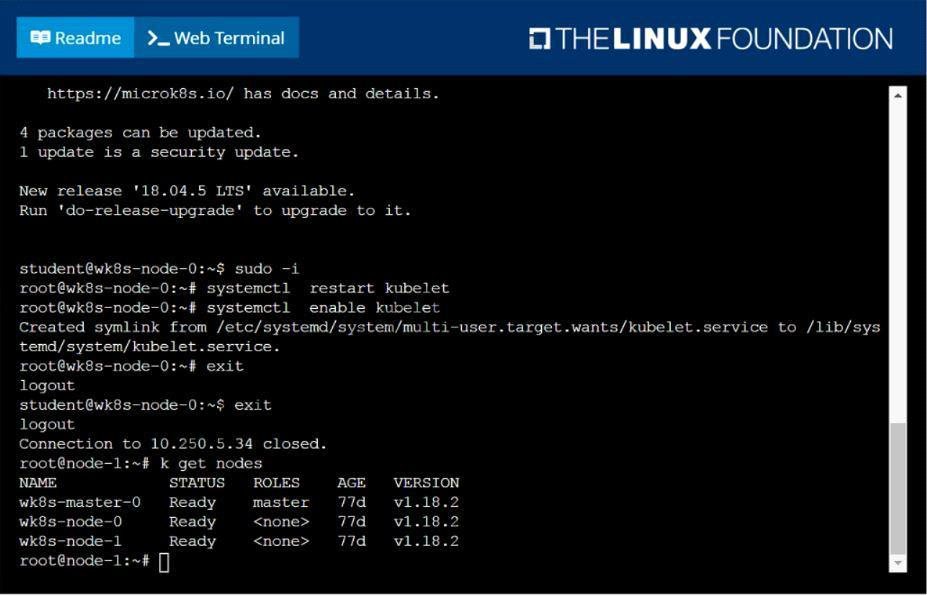 Readme
Web Terminal
THE LINUX FOUNDATION
https://microk8s.io/ has docs and details.
4 packages can be updated.
1 update is a security update.
New release '18.04.5 LTS' available.
Run 'do-release-upgrade' to upgrade to it.
student@wk8s-node-0:~$ sudo -i
root@wk8s-node-0:~# systemctl  restart kubelet
root@wk8s-node-0:~# systemctl  enable kubelet
Created symlink from /etc/systemd/system/multi-user.target.wants/kubelet.service to /lib/sys
temd/system/kubelet.service.
root@wk8s-node-0:~# exit
logout
student@wk8s-node-0:~$ exit
logout
Connection to 10.250.5.34 closed.
root@node-1:~# k get nodes
NAME            STATUS   ROLES    AGE   VERSION
wk8s-master-0   Ready    master   77d   v1.18.2
wk8s-node-0     Ready    <none>   77d   v1.18.2
wk8s-node-1     Ready    <none>   77d   v1.18.2
root@node-1:~#